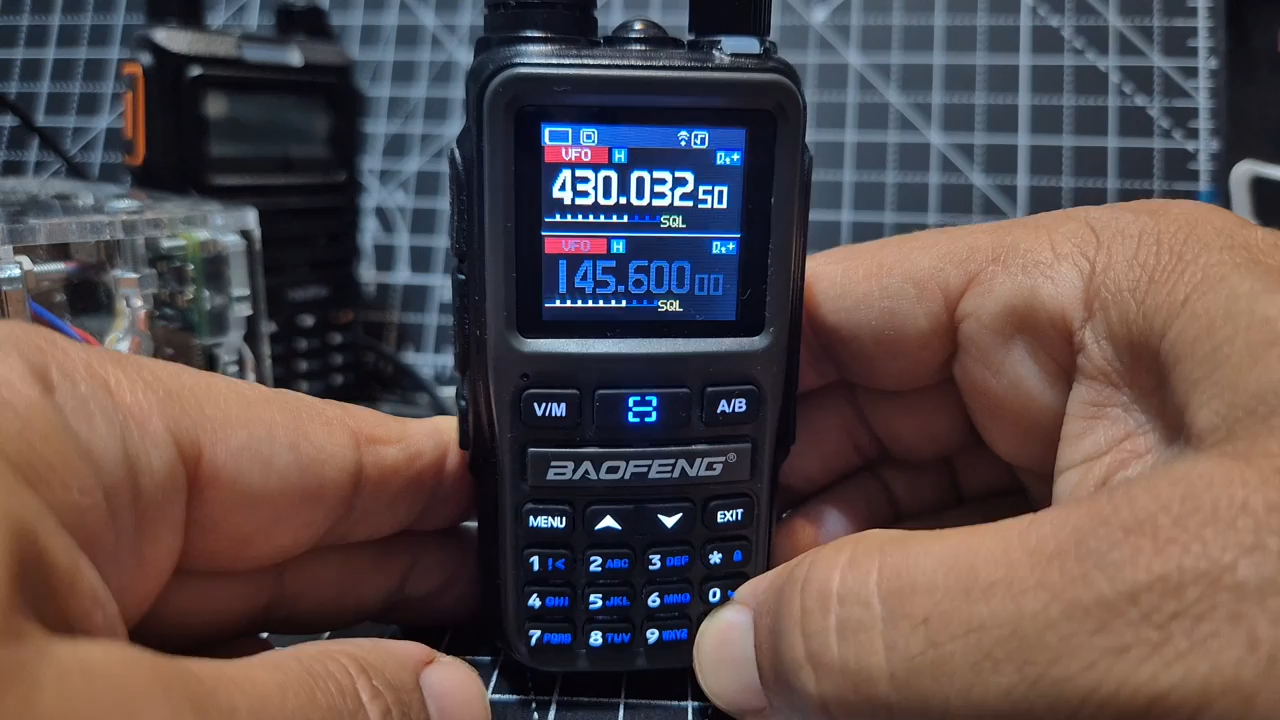 VFO H
430.032 50
SQL
VFO H
145.600 00
SQL
V/M A/B
BAOFENG®
MENU EXIT
1 !< 2 ABC 3 DEF *
4 GHI 5 JKL 6 MNO 0
7 PQRS 8 TUV 9 WXYZ